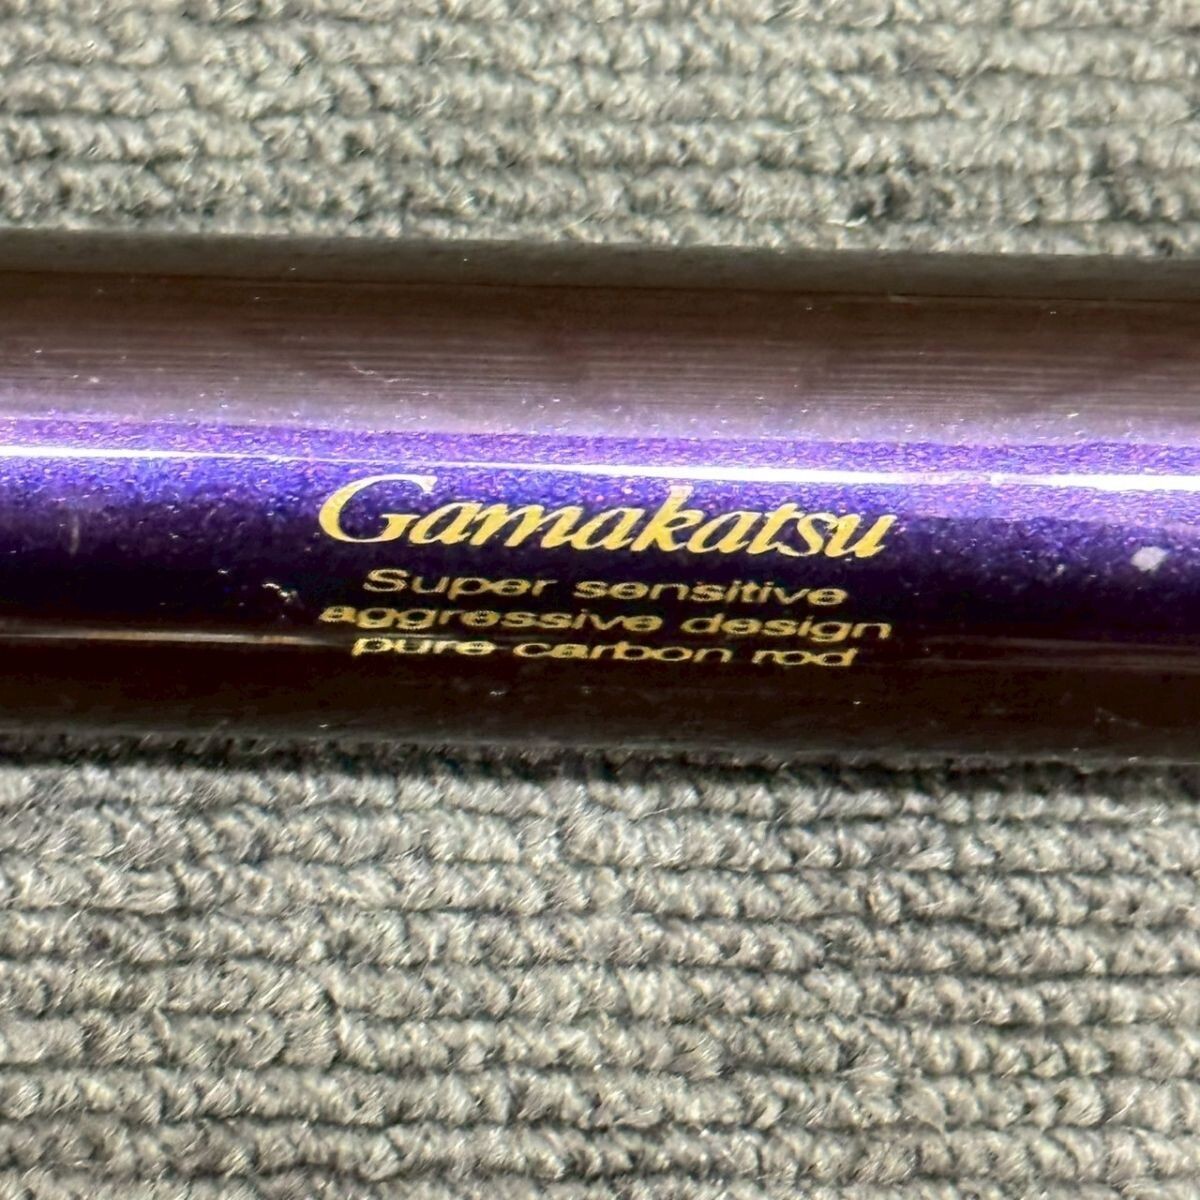 Gamakatsu
Super sensitive
aggressive design
pure carbon rod